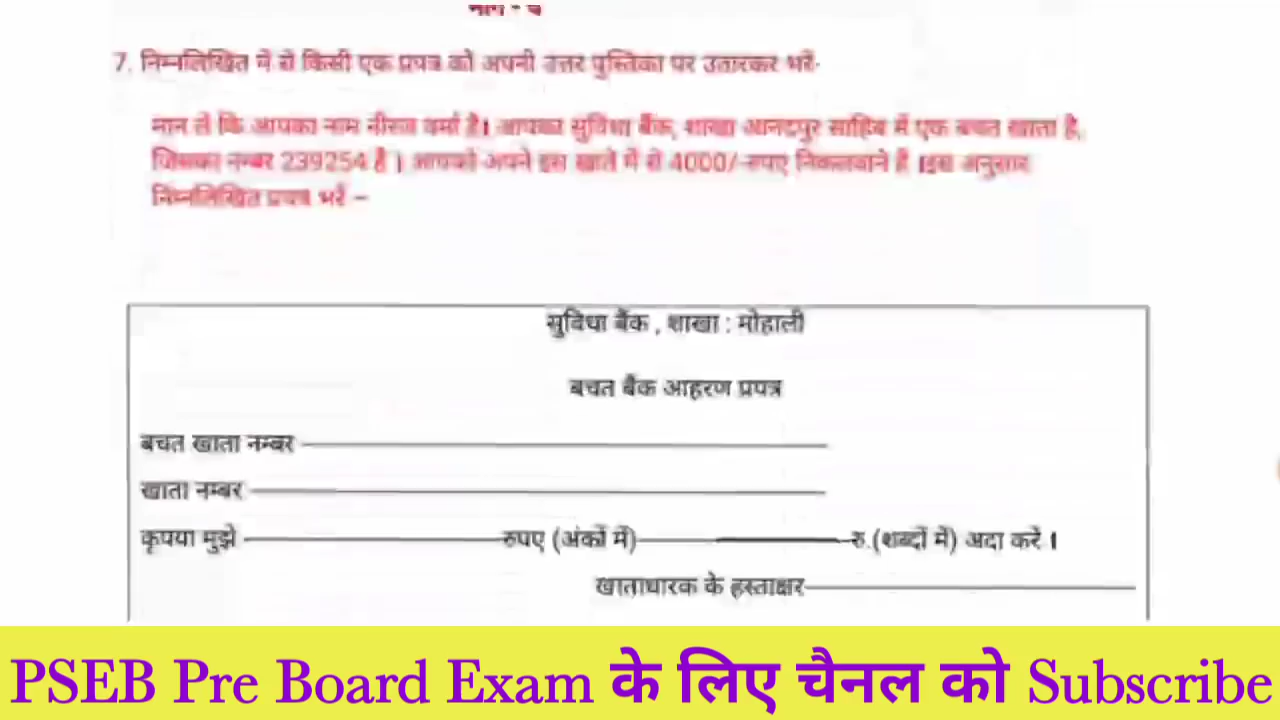 7. निम्नलिखित में से किसी एक प्रपत्र को अपनी उत्तर पुस्तिका पर उतारकर भरें-
मान लें कि आपका नाम नीरज वर्मा है। आपका सुविधा बैंक, शाखा आनंदपुर साहिब में एक बचत खाता है,
जिसका नम्बर 239254 है। आपको अपने इस खाते में से 4000/-रुपए निकलवाने है ।इस अनुसार
निम्नलिखित प्रपत्र भरें –
सुविधा बैंक , शाखा : मोहाली
बचत बैंक आहरण प्रपत्र
बचत खाता नम्बर
खाता नम्बर
कृपया मुझे रुपए (अंकों में) रु.(शब्दों में) अदा करें ।
खाताधारक के हस्ताक्षर
PSEB Pre Board Exam के लिए चैनल को Subscribe